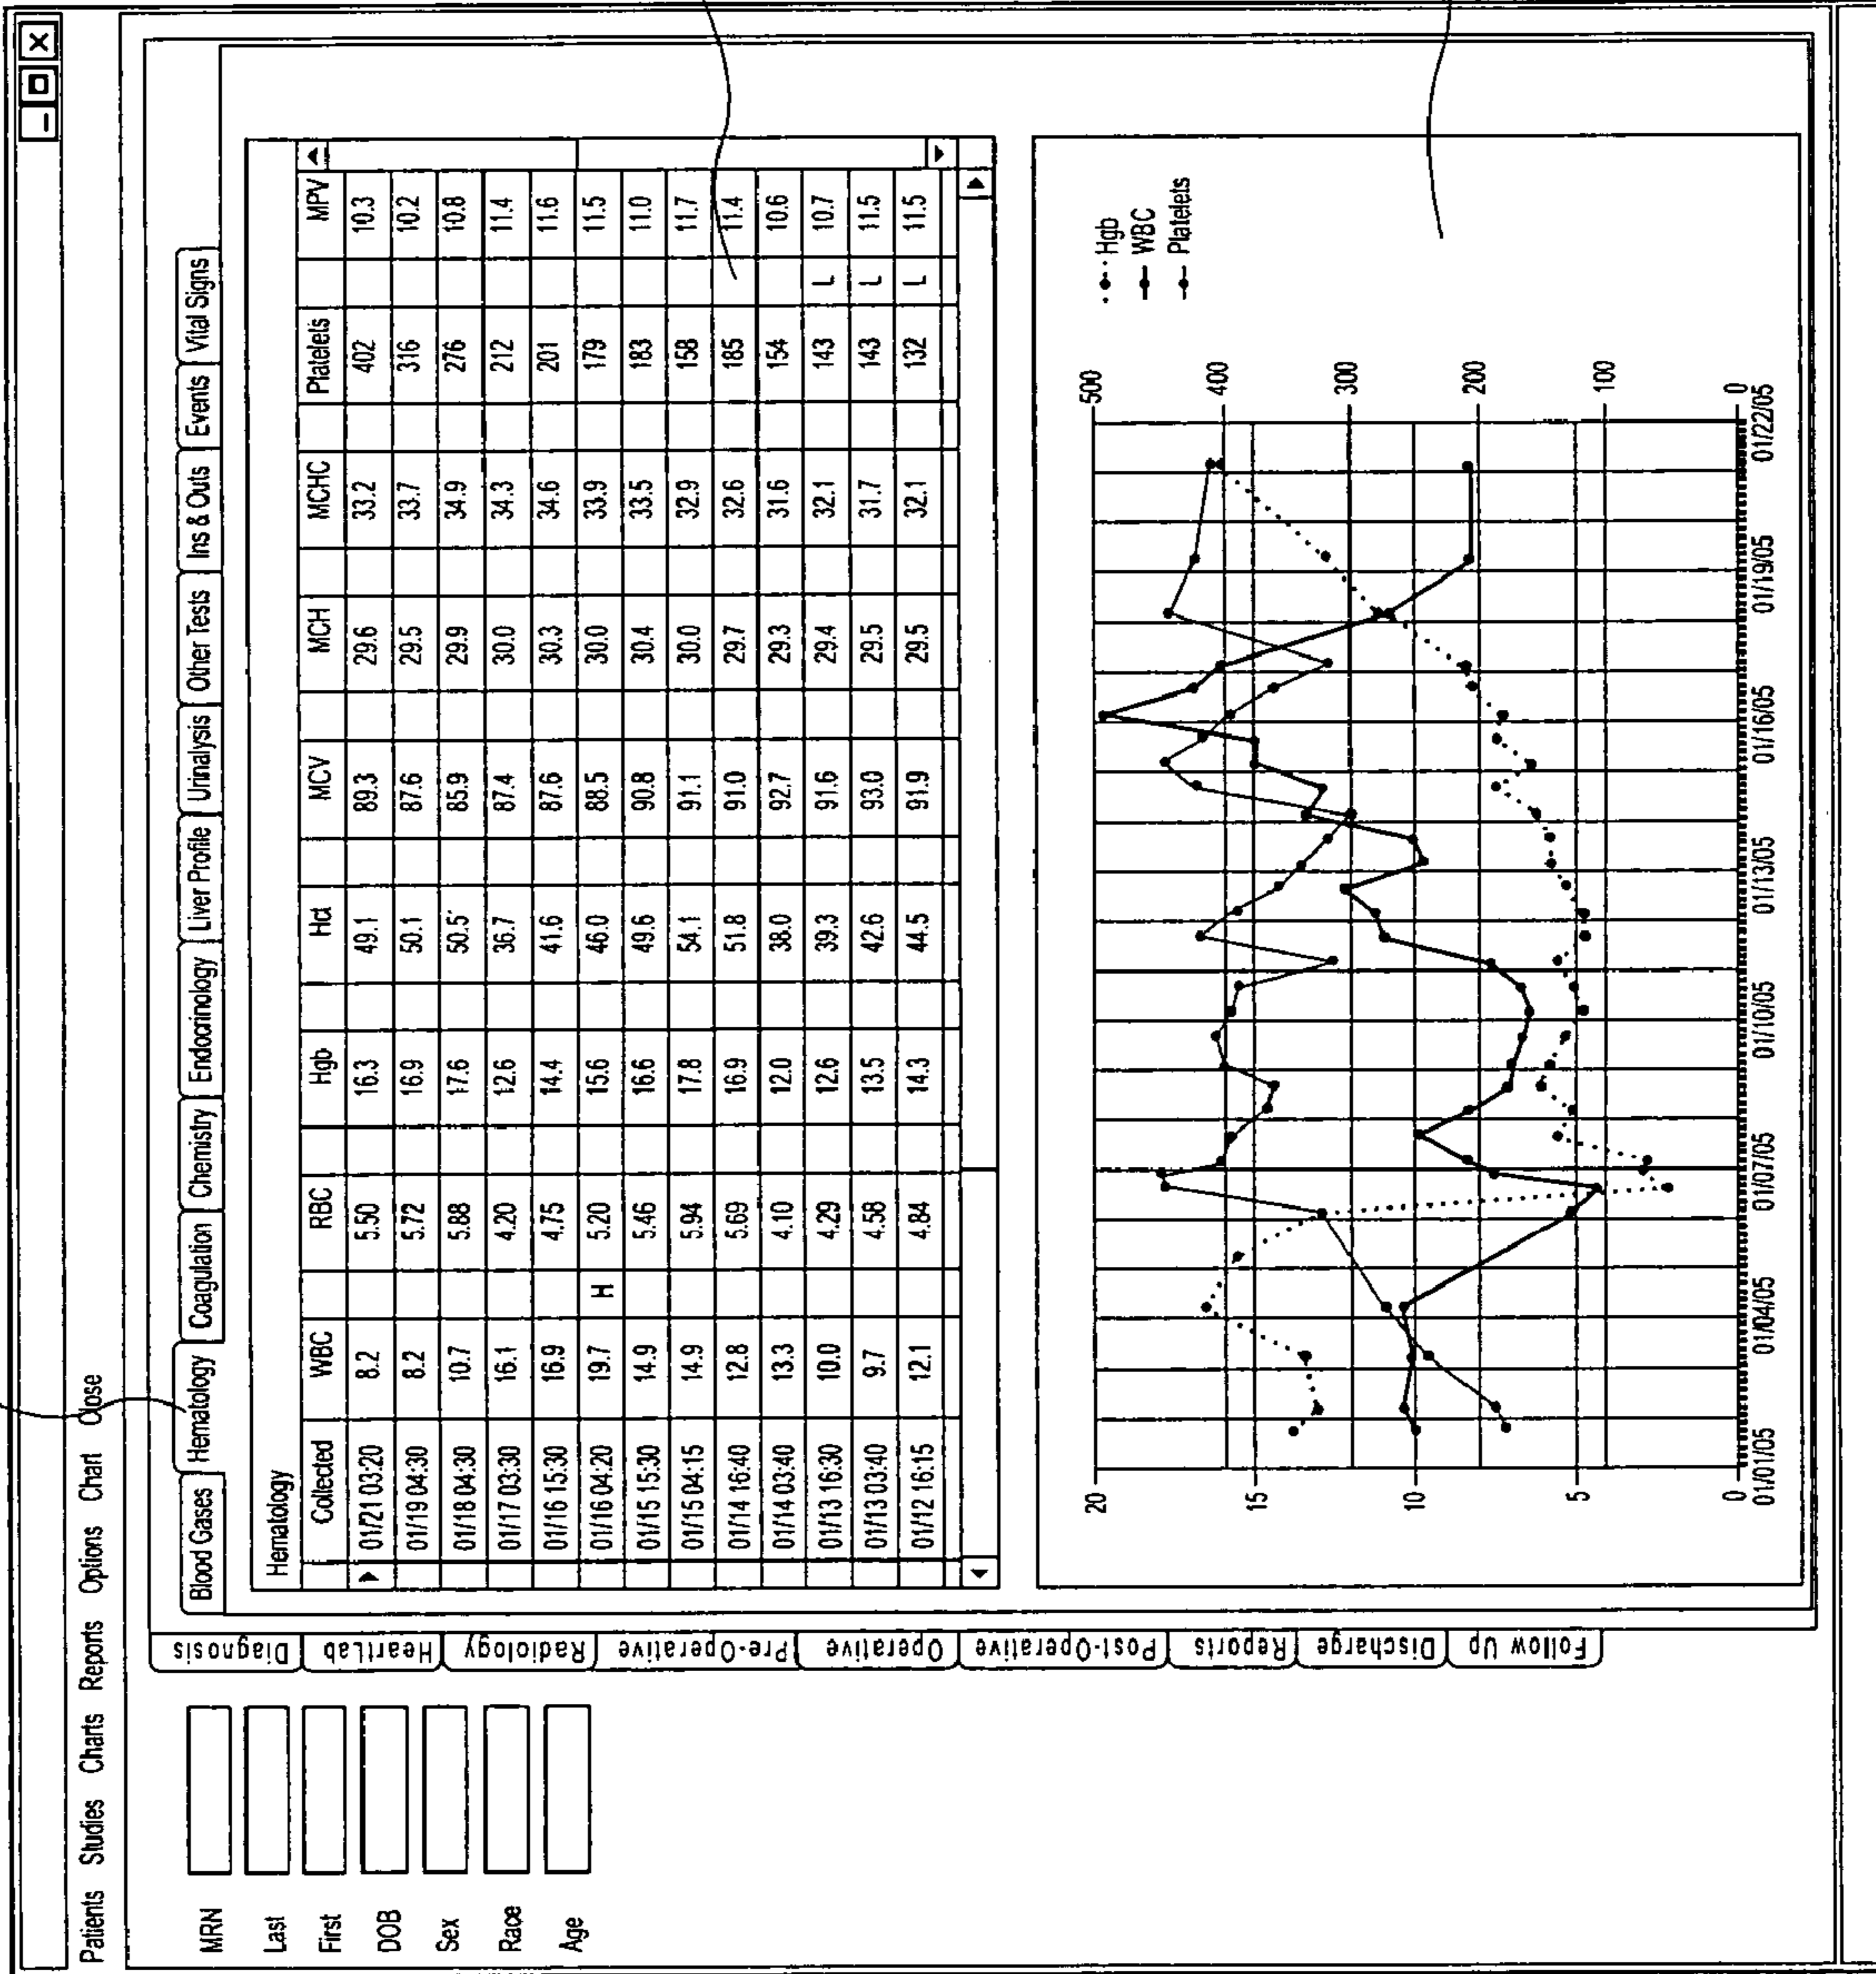 Patients Studies Charts Reports Options Chart Close
MRN
Last
First
DOB
Sex
Race
Age
Diagnosis
HeartLab
Radiology
Pre-Operative
Operative
Post-Operative
Reports
Discharge
Follow Up
Blood Gases Hematology Coagulation Chemistry Endocrinology Liver Profile Urinalysis Other Tests Ins & Outs Events Vital Signs
Hematology
Collected WBC RBC Hgb Hct MCV MCH MCHC Platelets MPV
01/21 03:20 8.2 5.50 16.3 49.1 89.3 29.6 33.2 402 10.3
01/19 04:30 8.2 5.72 16.9 50.1 87.6 29.5 33.7 316 10.2
01/18 04:30 10.7 5.88 17.6 50.5 85.9 29.9 34.9 276 10.8
01/17 03:30 16.1 4.20 12.6 36.7 87.4 30.0 34.3 212 11.4
01/16 15:30 16.9 4.75 14.4 41.6 87.6 30.3 34.6 201 11.6
01/16 04:20 19.7 H 5.20 15.6 46.0 88.5 30.0 33.9 179 11.5
01/15 15:30 14.9 5.46 16.6 49.6 90.8 30.4 33.5 183 11.0
01/15 04:15 14.9 5.94 17.8 54.1 91.1 30.0 32.9 158 11.7
01/14 16:40 12.8 5.69 16.9 51.8 91.0 29.7 32.6 185 11.4
01/14 03:40 13.3 4.10 12.0 38.0 92.7 29.3 31.6 154 10.6
01/13 16:30 10.0 4.29 12.6 39.3 91.6 29.4 32.1 143 L 10.7
01/13 03:40 9.7 4.58 13.5 42.6 93.0 29.5 31.7 143 L 11.5
01/12 16:15 12.1 4.84 14.3 44.5 91.9 29.5 32.1 132 L 11.5
20 500
15 400
10 300
5 200
0 100
0
01/01/05 01/04/05 01/07/05 01/10/05 01/13/05 01/16/05 01/19/05 01/22/05
Hgb
WBC
Platelets